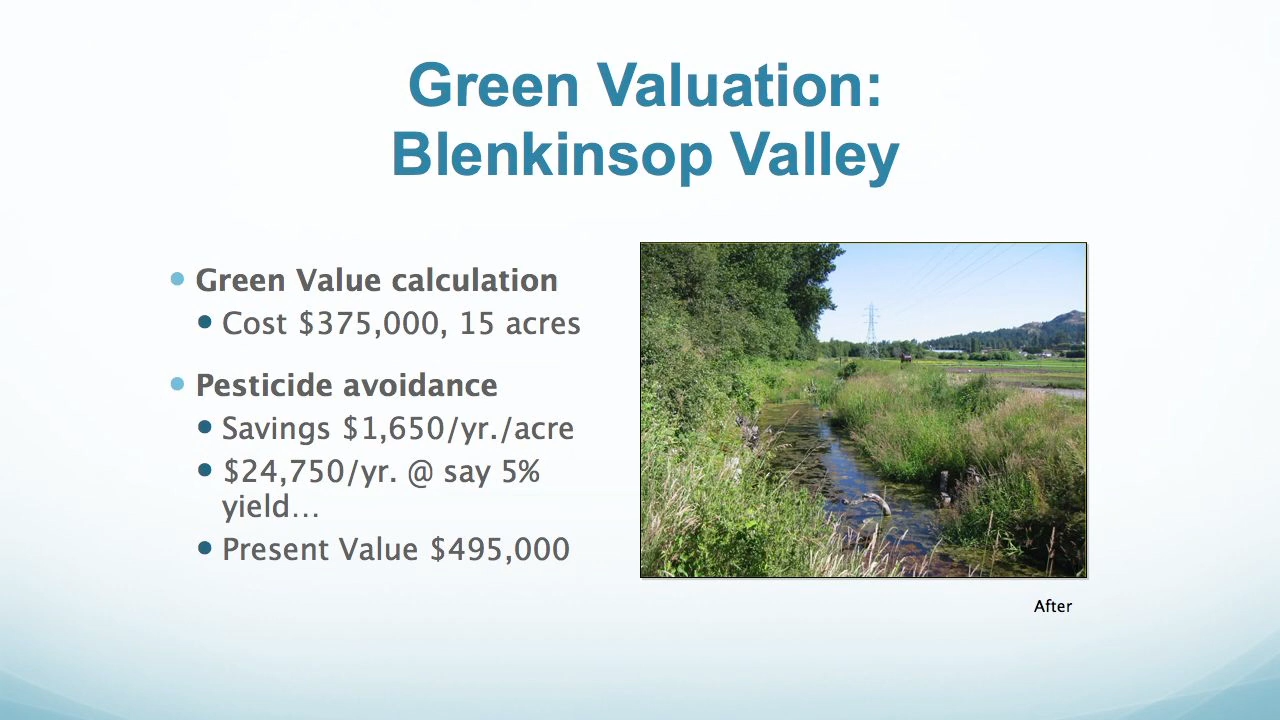 Green Valuation:
Blenkinsop Valley
Green Value calculation
Cost $375,000, 15 acres
Pesticide avoidance
Savings $1,650/yr./acre
$24,750/yr. @ say 5%
yield…
Present Value $495,000
After